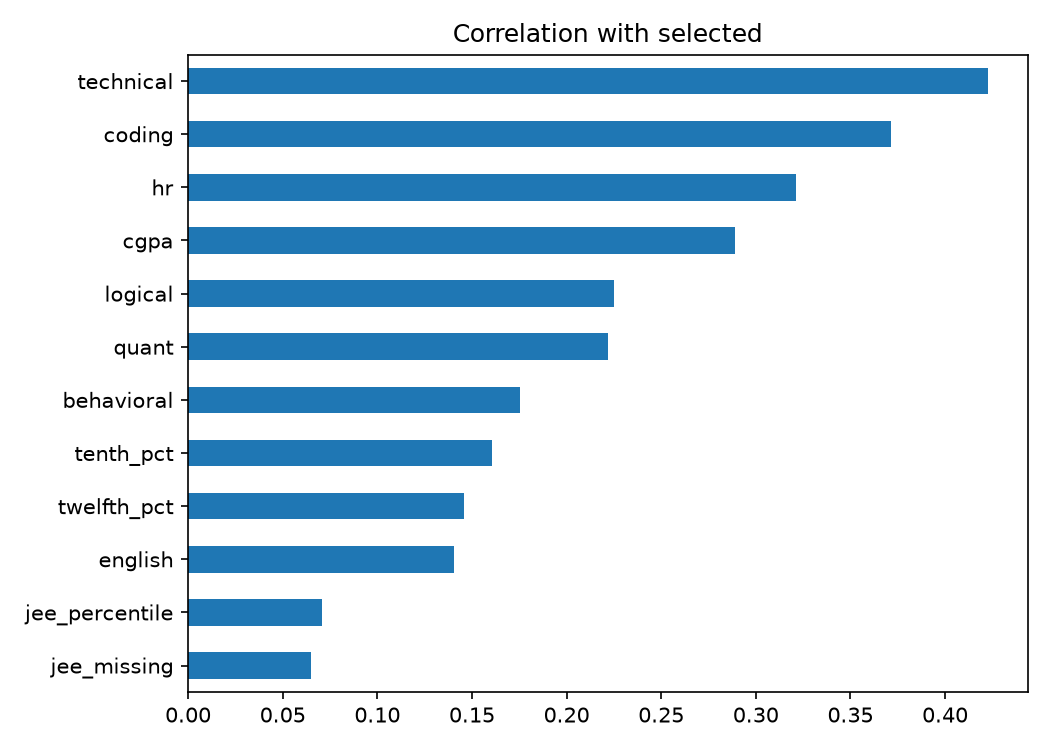 Correlation with selected
technical
coding
hr
cgpa
logical
quant
behavioral
tenth_pct
twelfth_pct
english
jee_percentile
jee_missing
0.00 0.05 0.10 0.15 0.20 0.25 0.30 0.35 0.40